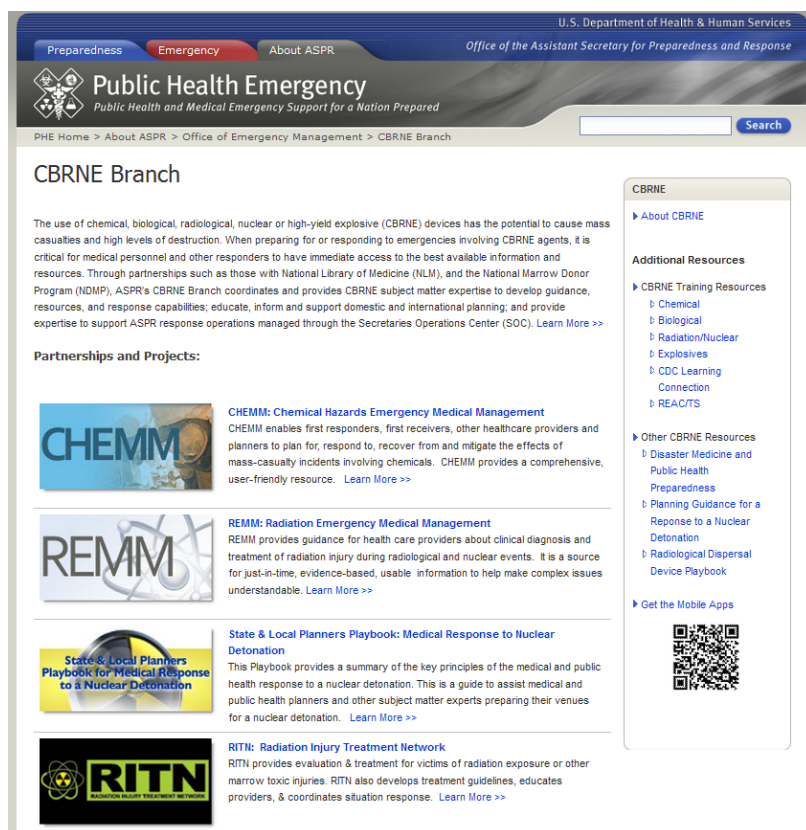 U.S. Department of Health & Human Services
Preparedness
Emergency
About ASPR
Office of the Assistant Secretary for Preparedness and Response
Public Health Emergency
Public Health and Medical Emergency Support for a Nation Prepared
Search
PHE Home > About ASPR > Office of Emergency Management > CBRNE Branch
CBRNE Branch
The use of chemical, biological, radiological, nuclear or high-yield explosive (CBRNE) devices has the potential to cause mass
casualties and high levels of destruction. When preparing for or responding to emergencies involving CBRNE agents, it is
critical for medical personnel and other responders to have immediate access to the best available information and
resources. Through partnerships such as those with National Library of Medicine (NLM), and the National Marrow Donor
Program (NDMP), ASPR's CBRNE Branch coordinates and provides CBRNE subject matter expertise to develop guidance,
resources, and response capabilities; educate, inform and support domestic and international planning; and provide
expertise to support ASPR response operations managed through the Secretaries Operations Center (SOC). Learn More >>
Partnerships and Projects:
CHEMM
CHEMM: Chemical Hazards Emergency Medical Management
CHEMM enables first responders, first receivers, other healthcare providers and
planners to plan for, respond to, recover from and mitigate the effects of
mass-casualty incidents involving chemicals. CHEMM provides a comprehensive,
user-friendly resource. Learn More >>
REMM
REMM: Radiation Emergency Medical Management
REMM provides guidance for health care providers about clinical diagnosis and
treatment of radiation injury during radiological and nuclear events. It is a source
for just-in-time, evidence-based, usable information to help make complex issues
understandable. Learn More >>
State & Local Planners
Playbook for Medical Response
to a Nuclear Detonation
State & Local Planners Playbook: Medical Response to Nuclear
Detonation
This Playbook provides a summary of the key principles of the medical and public
health response to a nuclear detonation. This is a guide to assist medical and
public health planners and other subject matter experts preparing their venues
for a nuclear detonation. Learn More >>
RITN
RADIATION INJURY TREATMENT NETWORK
RITN: Radiation Injury Treatment Network
RITN provides evaluation & treatment for victims of radiation exposure or other
marrow toxic injuries. RITN also develops treatment guidelines, educates
providers, & coordinates situation response. Learn More >>
CBRNE
About CBRNE
Additional Resources
CBRNE Training Resources
Chemical
Biological
Radiation/Nuclear
Explosives
CDC Learning
Connection
REAC/TS
Other CBRNE Resources
Disaster Medicine and
Public Health
Preparedness
Planning Guidance for a
Reponse to a Nuclear
Detonation
Radiological Dispersal
Device Playbook
Get the Mobile Apps